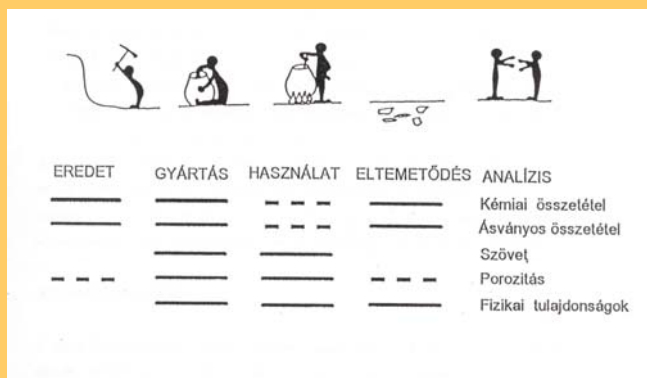 EREDET GYÁRTÁS HASZNÁLAT ELTEMETŐDÉS ANALÍZIS
Kémiai összetétel
Ásványos összetétel
Szövet
Porozitás
Fizikai tulajdonságok